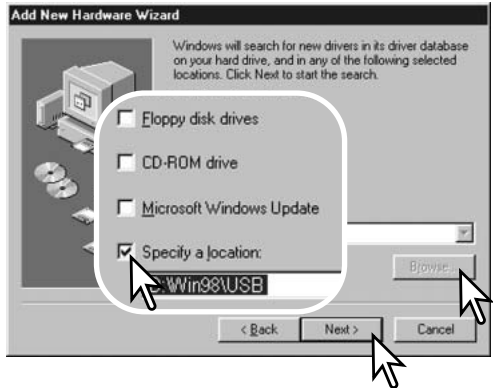 Add New Hardware Wizard
Windows will search for new drivers in its driver database
on your hard drive, and in any of the following selected
locations. Click Next to start the search.
Floppy disk drives
CD-ROM drive
Microsoft Windows Update
Specify a location:
:\Win98\USB
Browse...
< Back
Next >
Cancel